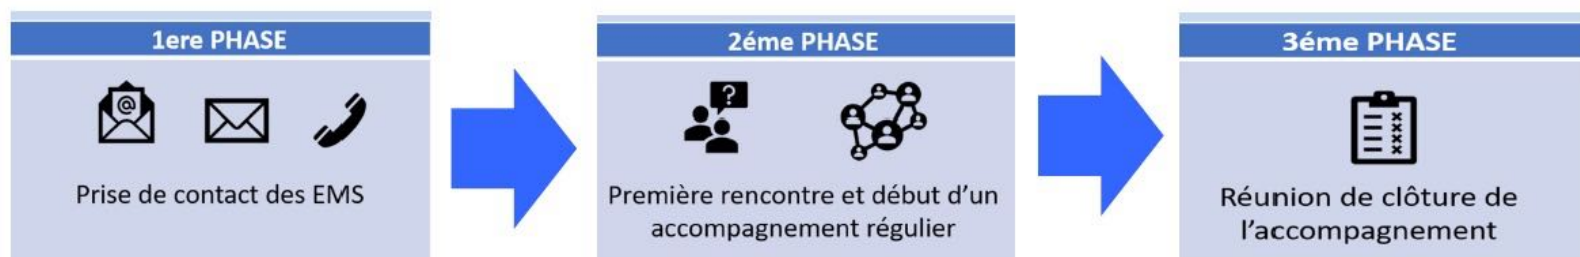 1ere PHASE
Prise de contact des EMS
2éme PHASE
Première rencontre et début d’un
accompagnement régulier
3éme PHASE
Réunion de clôture de
l’accompagnement